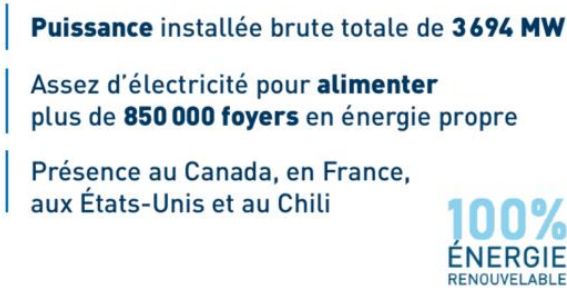 Puissance installée brute totale de 3 694 MW
Assez d’électricité pour alimenter
plus de 850 000 foyers en énergie propre
Présence au Canada, en France,
aux États-Unis et au Chili
100%
ÉNERGIE
RENOUVELABLE